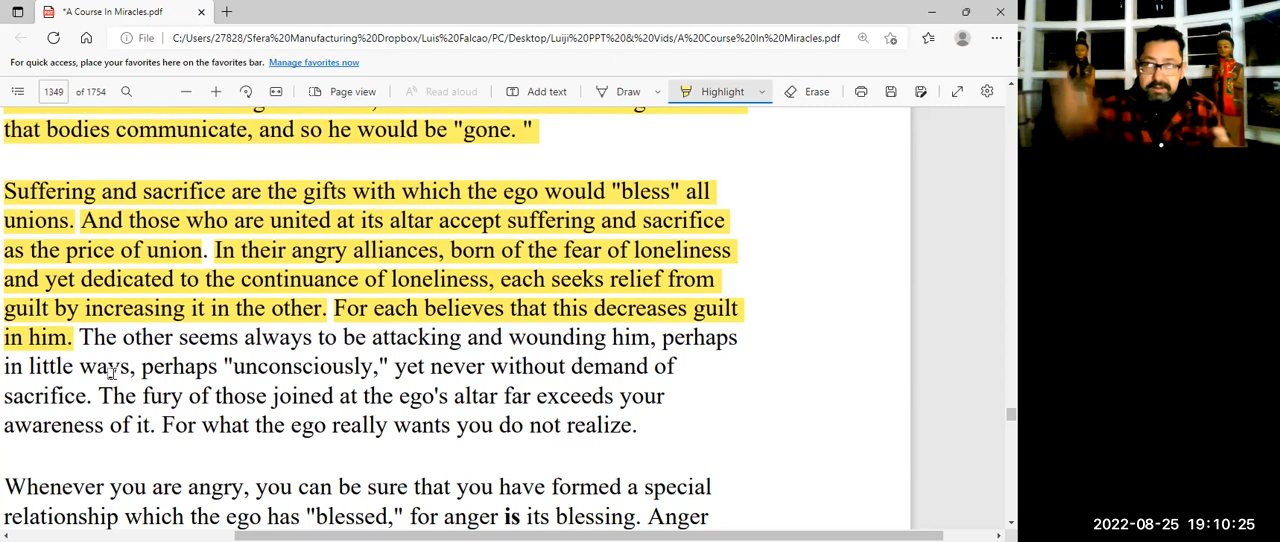 *A Course In Miracles.pdf
File C:/Users/27828/Sfera%20Manufacturing%20Dropbox/Luis%20Falcao/PC/Desktop/Luiji%20PPT%20&%20Vids/A%20Course%20In%20Miracles.pdf
For quick access, place your favorites here on the favorites bar. Manage favorites now
1349 of 1754 Page view Read aloud Add text Draw Highlight Erase
that bodies communicate, and so he would be "gone. "
Suffering and sacrifice are the gifts with which the ego would "bless" all
unions. And those who are united at its altar accept suffering and sacrifice
as the price of union. In their angry alliances, born of the fear of loneliness
and yet dedicated to the continuance of loneliness, each seeks relief from
guilt by increasing it in the other. For each believes that this decreases guilt
in him. The other seems always to be attacking and wounding him, perhaps
in little ways, perhaps "unconsciously," yet never without demand of
sacrifice. The fury of those joined at the ego's altar far exceeds your
awareness of it. For what the ego really wants you do not realize.
Whenever you are angry, you can be sure that you have formed a special
relationship which the ego has "blessed," for anger is its blessing. Anger
2022-08-25 19:10:25